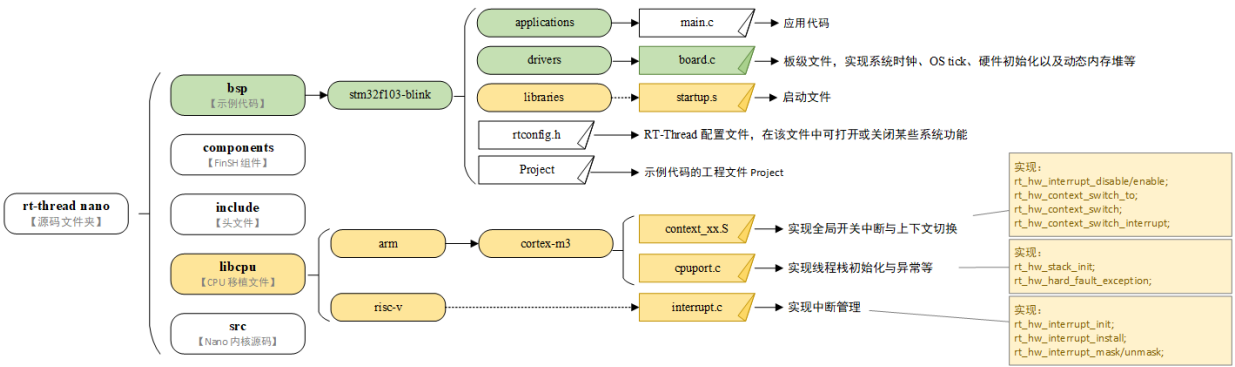 applications
main.c
应用代码
drivers
board.c
板级文件，实现系统时钟、OS tick、硬件初始化以及动态内存堆等
bsp
【示例代码】
stm32f103-blink
libraries
startup.s
启动文件
rtconfig.h
RT-Thread 配置文件，在该文件中可打开或关闭某些系统功能
components
【FinSH 组件】
Project
示例代码的工程文件 Project
rt-thread nano
【源码文件夹】
include
【头文件】
arm
cortex-m3
context_xx.S
实现全局开关中断与上下文切换
实现：
rt_hw_interrupt_disable/enable;
rt_hw_context_switch_to;
rt_hw_context_switch;
rt_hw_context_switch_interrupt;
libcpu
【CPU 移植文件】
cpuport.c
实现线程栈初始化与异常等
实现：
rt_hw_stack_init;
rt_hw_hard_fault_exception;
risc-v
interrupt.c
实现中断管理
实现：
rt_hw_interrupt_init;
rt_hw_interrupt_install;
rt_hw_interrupt_mask/unmask;
src
【Nano 内核源码】